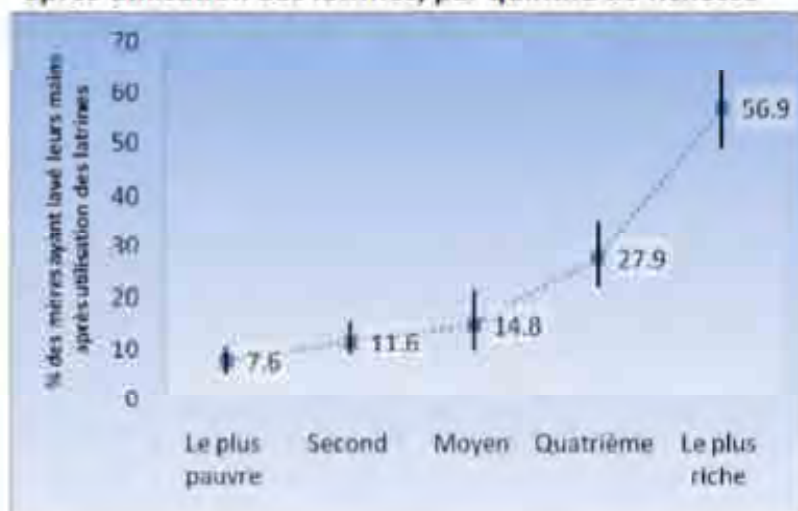 70
60
50
40
30
20
10
0
% des mères ayant lavé leurs mains
après utilisation des latrines
7.6
11.6
14.8
27.9
56.9
Le plus
pauvre
Second
Moyen
Quatrième
Le plus
riche